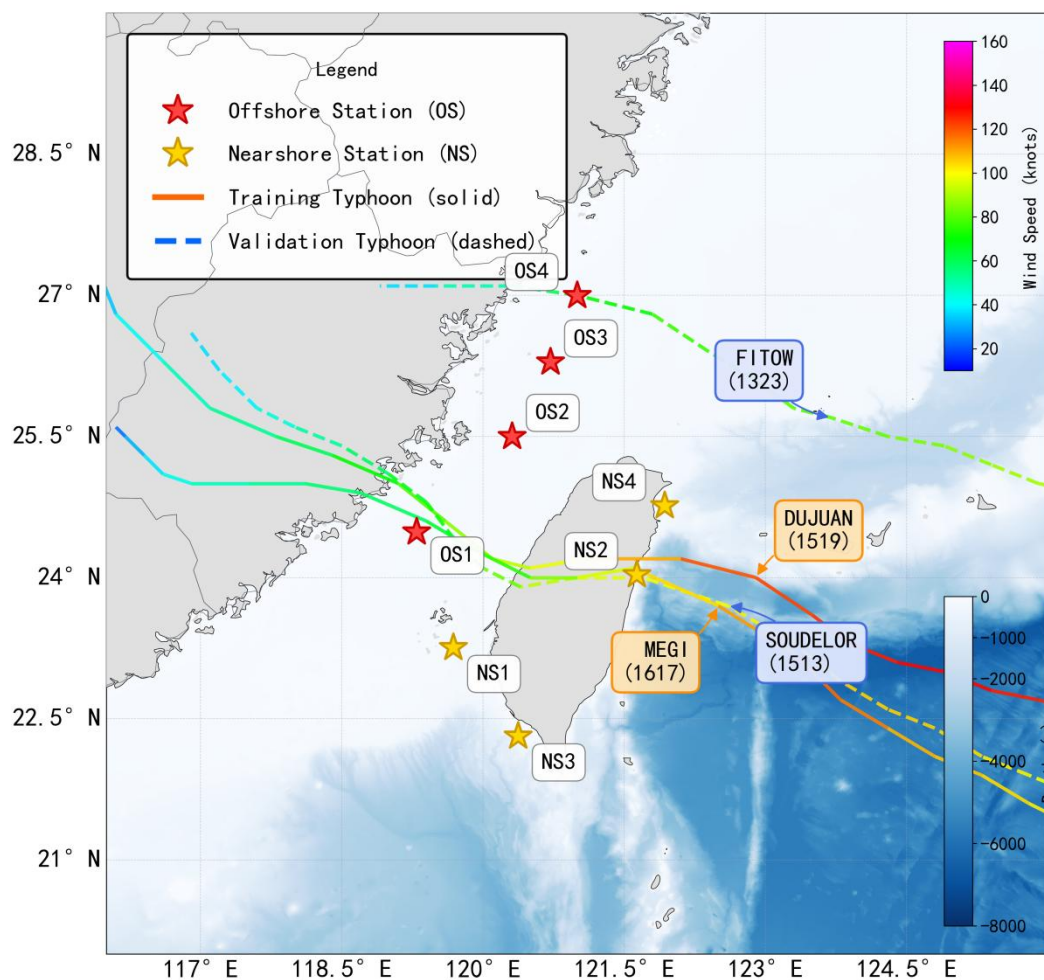 Legend
Offshore Station (OS)
Nearshore Station (NS)
Training Typhoon (solid)
Validation Typhoon (dashed)
28.5° N
27° N
25.5° N
24° N
22.5° N
21° N
117° E
118.5° E
120° E
121.5° E
123° E
124.5° E
OS4
OS3
OS2
OS1
NS4
NS2
NS1
NS3
FITOW
(1323)
DUJUAN
(1519)
MEGI
(1617)
SOUDELOR
(1513)
160
140
120
100
80
60
40
20
Wind Speed (knots)
0
−1000
−2000
−4000
−6000
−8000